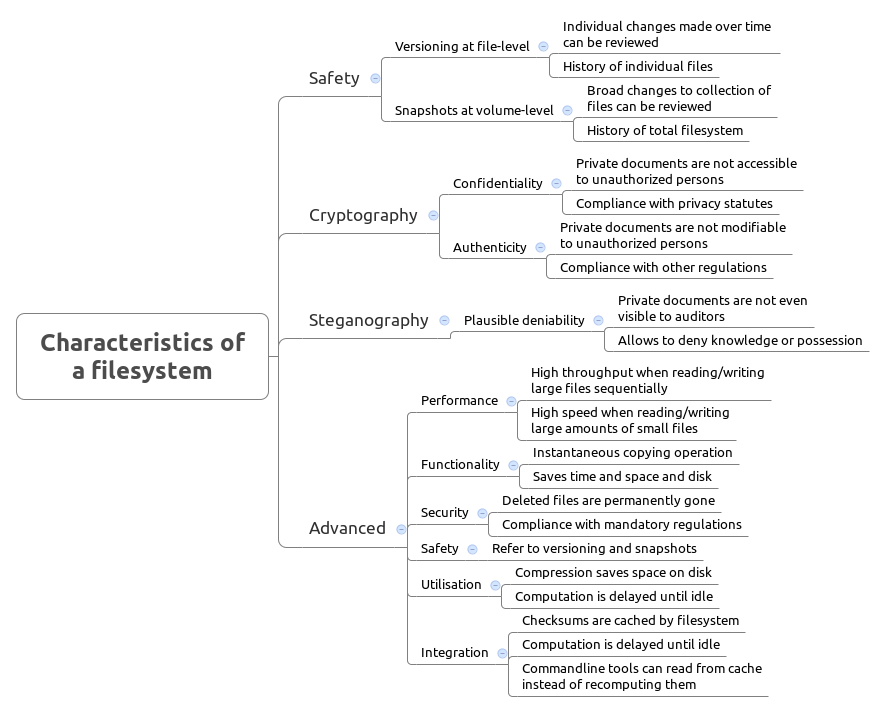 Characteristics of
a filesystem
Safety
Versioning at file-level
Individual changes made over time
can be reviewed
History of individual files
Snapshots at volume-level
Broad changes to collection of
files can be reviewed
History of total filesystem
Cryptography
Confidentiality
Private documents are not accessible
to unauthorized persons
Compliance with privacy statutes
Authenticity
Private documents are not modifiable
to unauthorized persons
Compliance with other regulations
Steganography
Plausible deniability
Private documents are not even
visible to auditors
Allows to deny knowledge or possession
Advanced
Performance
High throughput when reading/writing
large files sequentially
High speed when reading/writing
large amounts of small files
Functionality
Instantaneous copying operation
Saves time and space and disk
Security
Deleted files are permanently gone
Compliance with mandatory regulations
Safety
Refer to versioning and snapshots
Utilisation
Compression saves space on disk
Computation is delayed until idle
Integration
Checksums are cached by filesystem
Computation is delayed until idle
Commandline tools can read from cache
instead of recomputing them